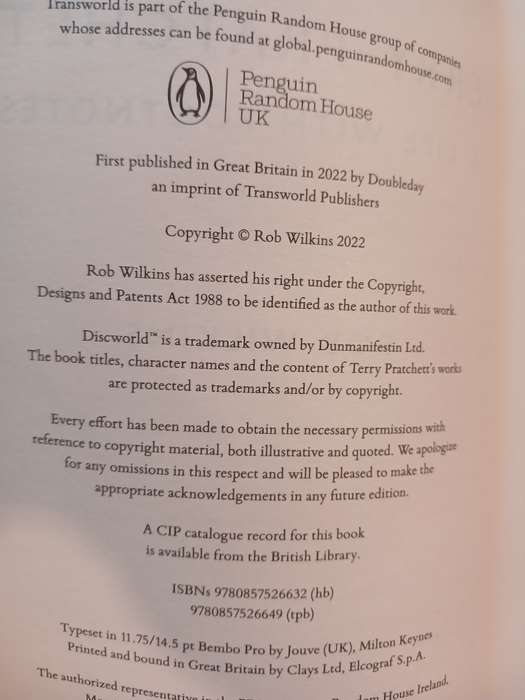 Transworld is part of the Penguin Random House group of companies
whose addresses can be found at global.penguinrandomhouse.com
Penguin
Random House
UK
First published in Great Britain in 2022 by Doubleday
an imprint of Transworld Publishers
Copyright © Rob Wilkins 2022
Rob Wilkins has asserted his right under the Copyright,
Designs and Patents Act 1988 to be identified as the author of this work.
Discworld™ is a trademark owned by Dunmanifestin Ltd.
The book titles, character names and the content of Terry Pratchett's works
are protected as trademarks and/or by copyright.
Every effort has been made to obtain the necessary permissions with
reference to copyright material, both illustrative and quoted. We apologize
for any omissions in this respect and will be pleased to make the
appropriate acknowledgements in any future edition.
A CIP catalogue record for this book
is available from the British Library.
ISBNs 9780857526632 (hb)
9780857526649 (tpb)
Typeset in 11.75/14.5 pt Bembo Pro by Jouve (UK), Milton Keynes
Printed and bound in Great Britain by Clays Ltd, Elcograf S.p.A.
The authorized representative in the House Ireland,